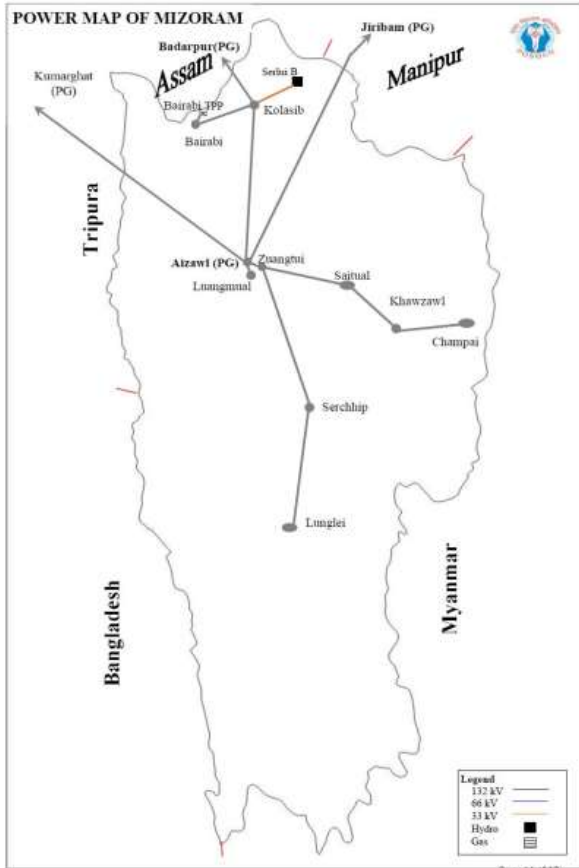 POWER MAP OF MIZORAM
Jiribam (PG)
Badarpur(PG)
Assam
Manipur
Kumarghat
(PG)
Serlui B
Bairabi TPP
Kolasib
Bairabi
Tripura
Aizawl (PG)
Zuangtui
Luangmual
Saitual
Khawzawl
Champai
Serchhip
Lunglei
Bangladesh
Myanmar
Legend
132 kV
66 kV
33 kV
Hydro
Gas